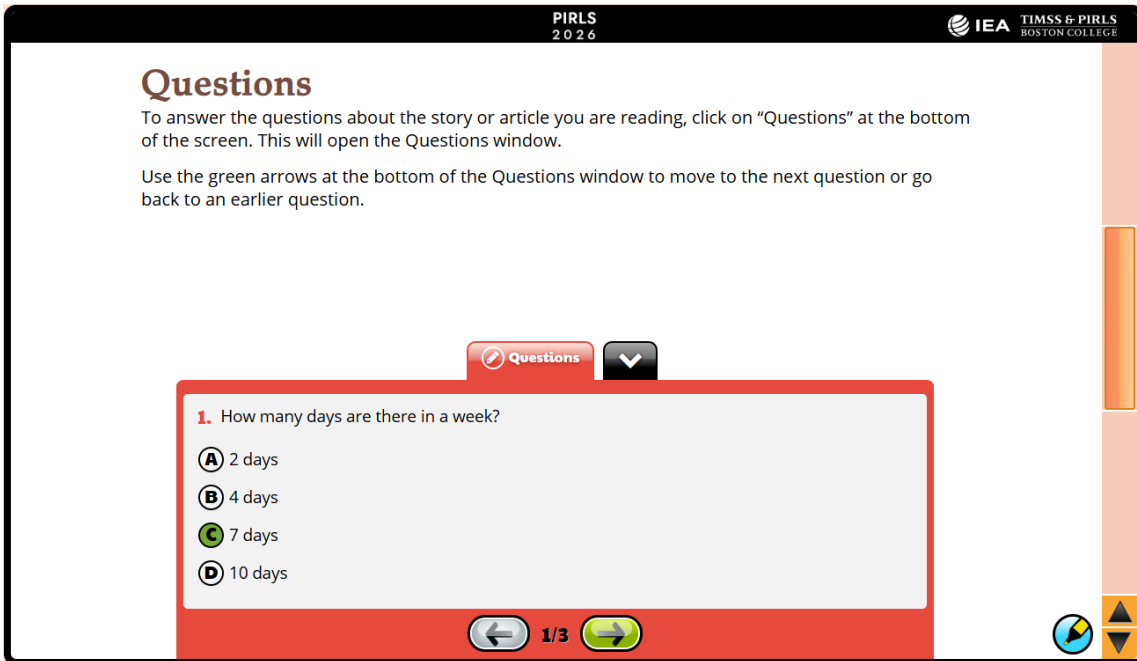 PIRLS
2026
IEA
TIMSS & PIRLS
BOSTON COLLEGE
Questions
To answer the questions about the story or article you are reading, click on “Questions” at the bottom
of the screen. This will open the Questions window.
Use the green arrows at the bottom of the Questions window to move to the next question or go
back to an earlier question.
Questions
1. How many days are there in a week?
A 2 days
B 4 days
C 7 days
D 10 days
1/3